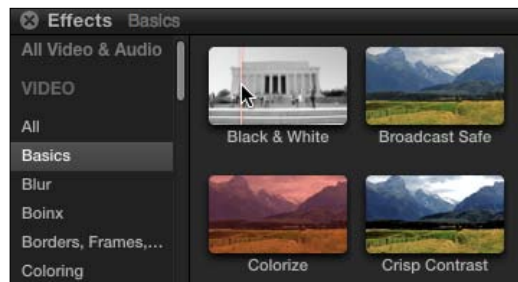 Effects Basics
All Video & Audio
VIDEO
All
Basics
Blur
Boinx
Borders, Frames,...
Coloring
Black & White
Broadcast Safe
Colorize
Crisp Contrast